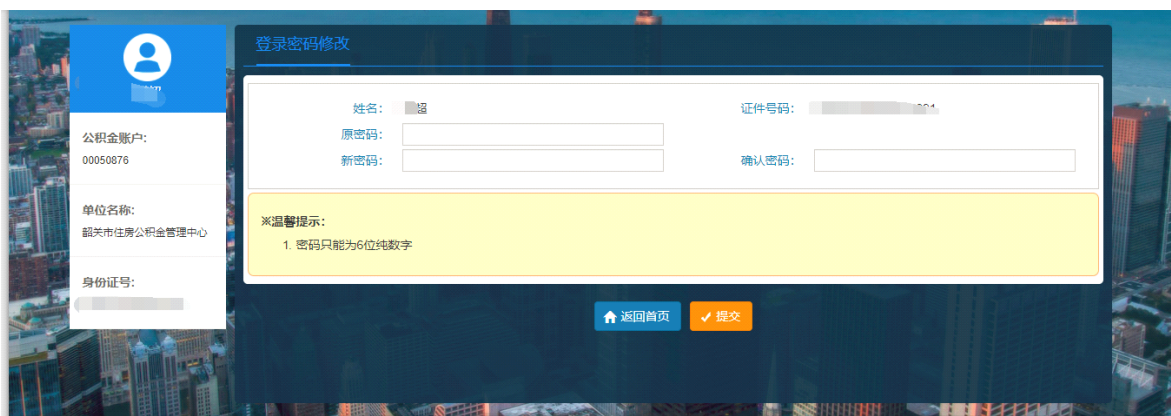 登录密码修改
姓名： 超
证件号码：
原密码：
新密码：
确认密码：
公积金账户：
00050876
单位名称：
韶关市住房公积金管理中心
身份证号：
※温馨提示：
1. 密码只能为6位纯数字
返回首页
提交